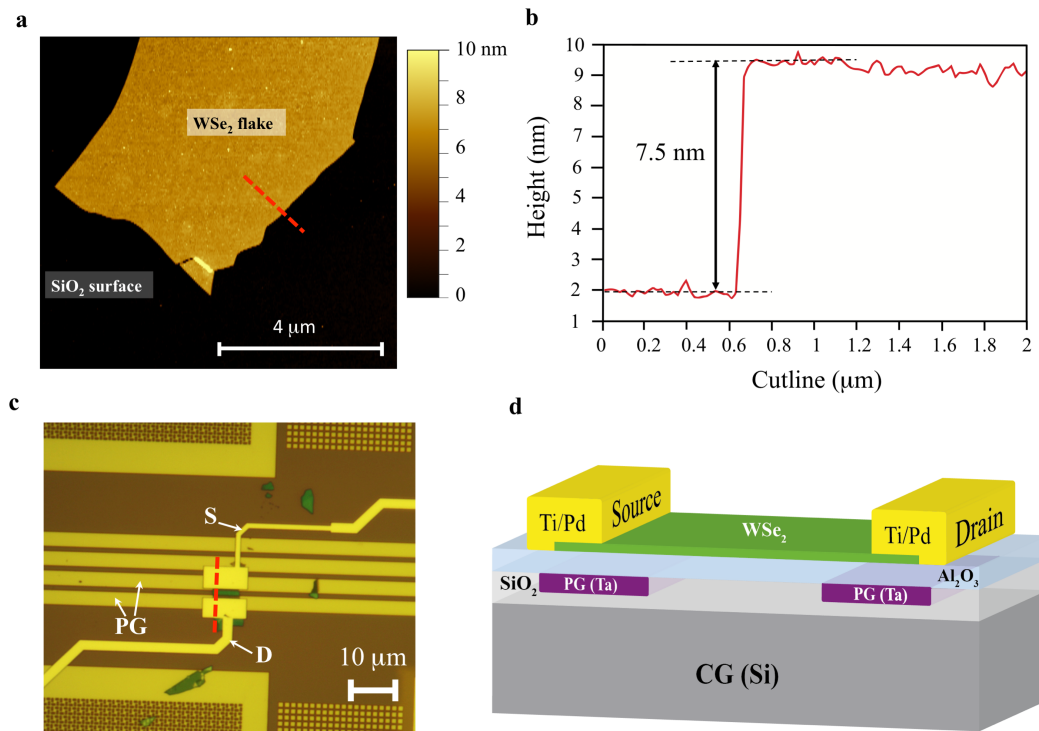 a
10 nm
8
6
4
2
0
WSe₂ flake
SiO₂ surface
4 μm
b
10
9
8
7
6
5
4
3
2
1
Height (nm)
7.5 nm
0
0.2
0.4
0.6
0.8
1
1.2
1.4
1.6
1.8
2
Cutline (μm)
c
S
PG
D
10 μm
d
Ti/Pd
Source
WSe₂
Ti/Pd
Drain
SiO₂
PG (Ta)
PG (Ta)
Al₂O₃
CG (Si)